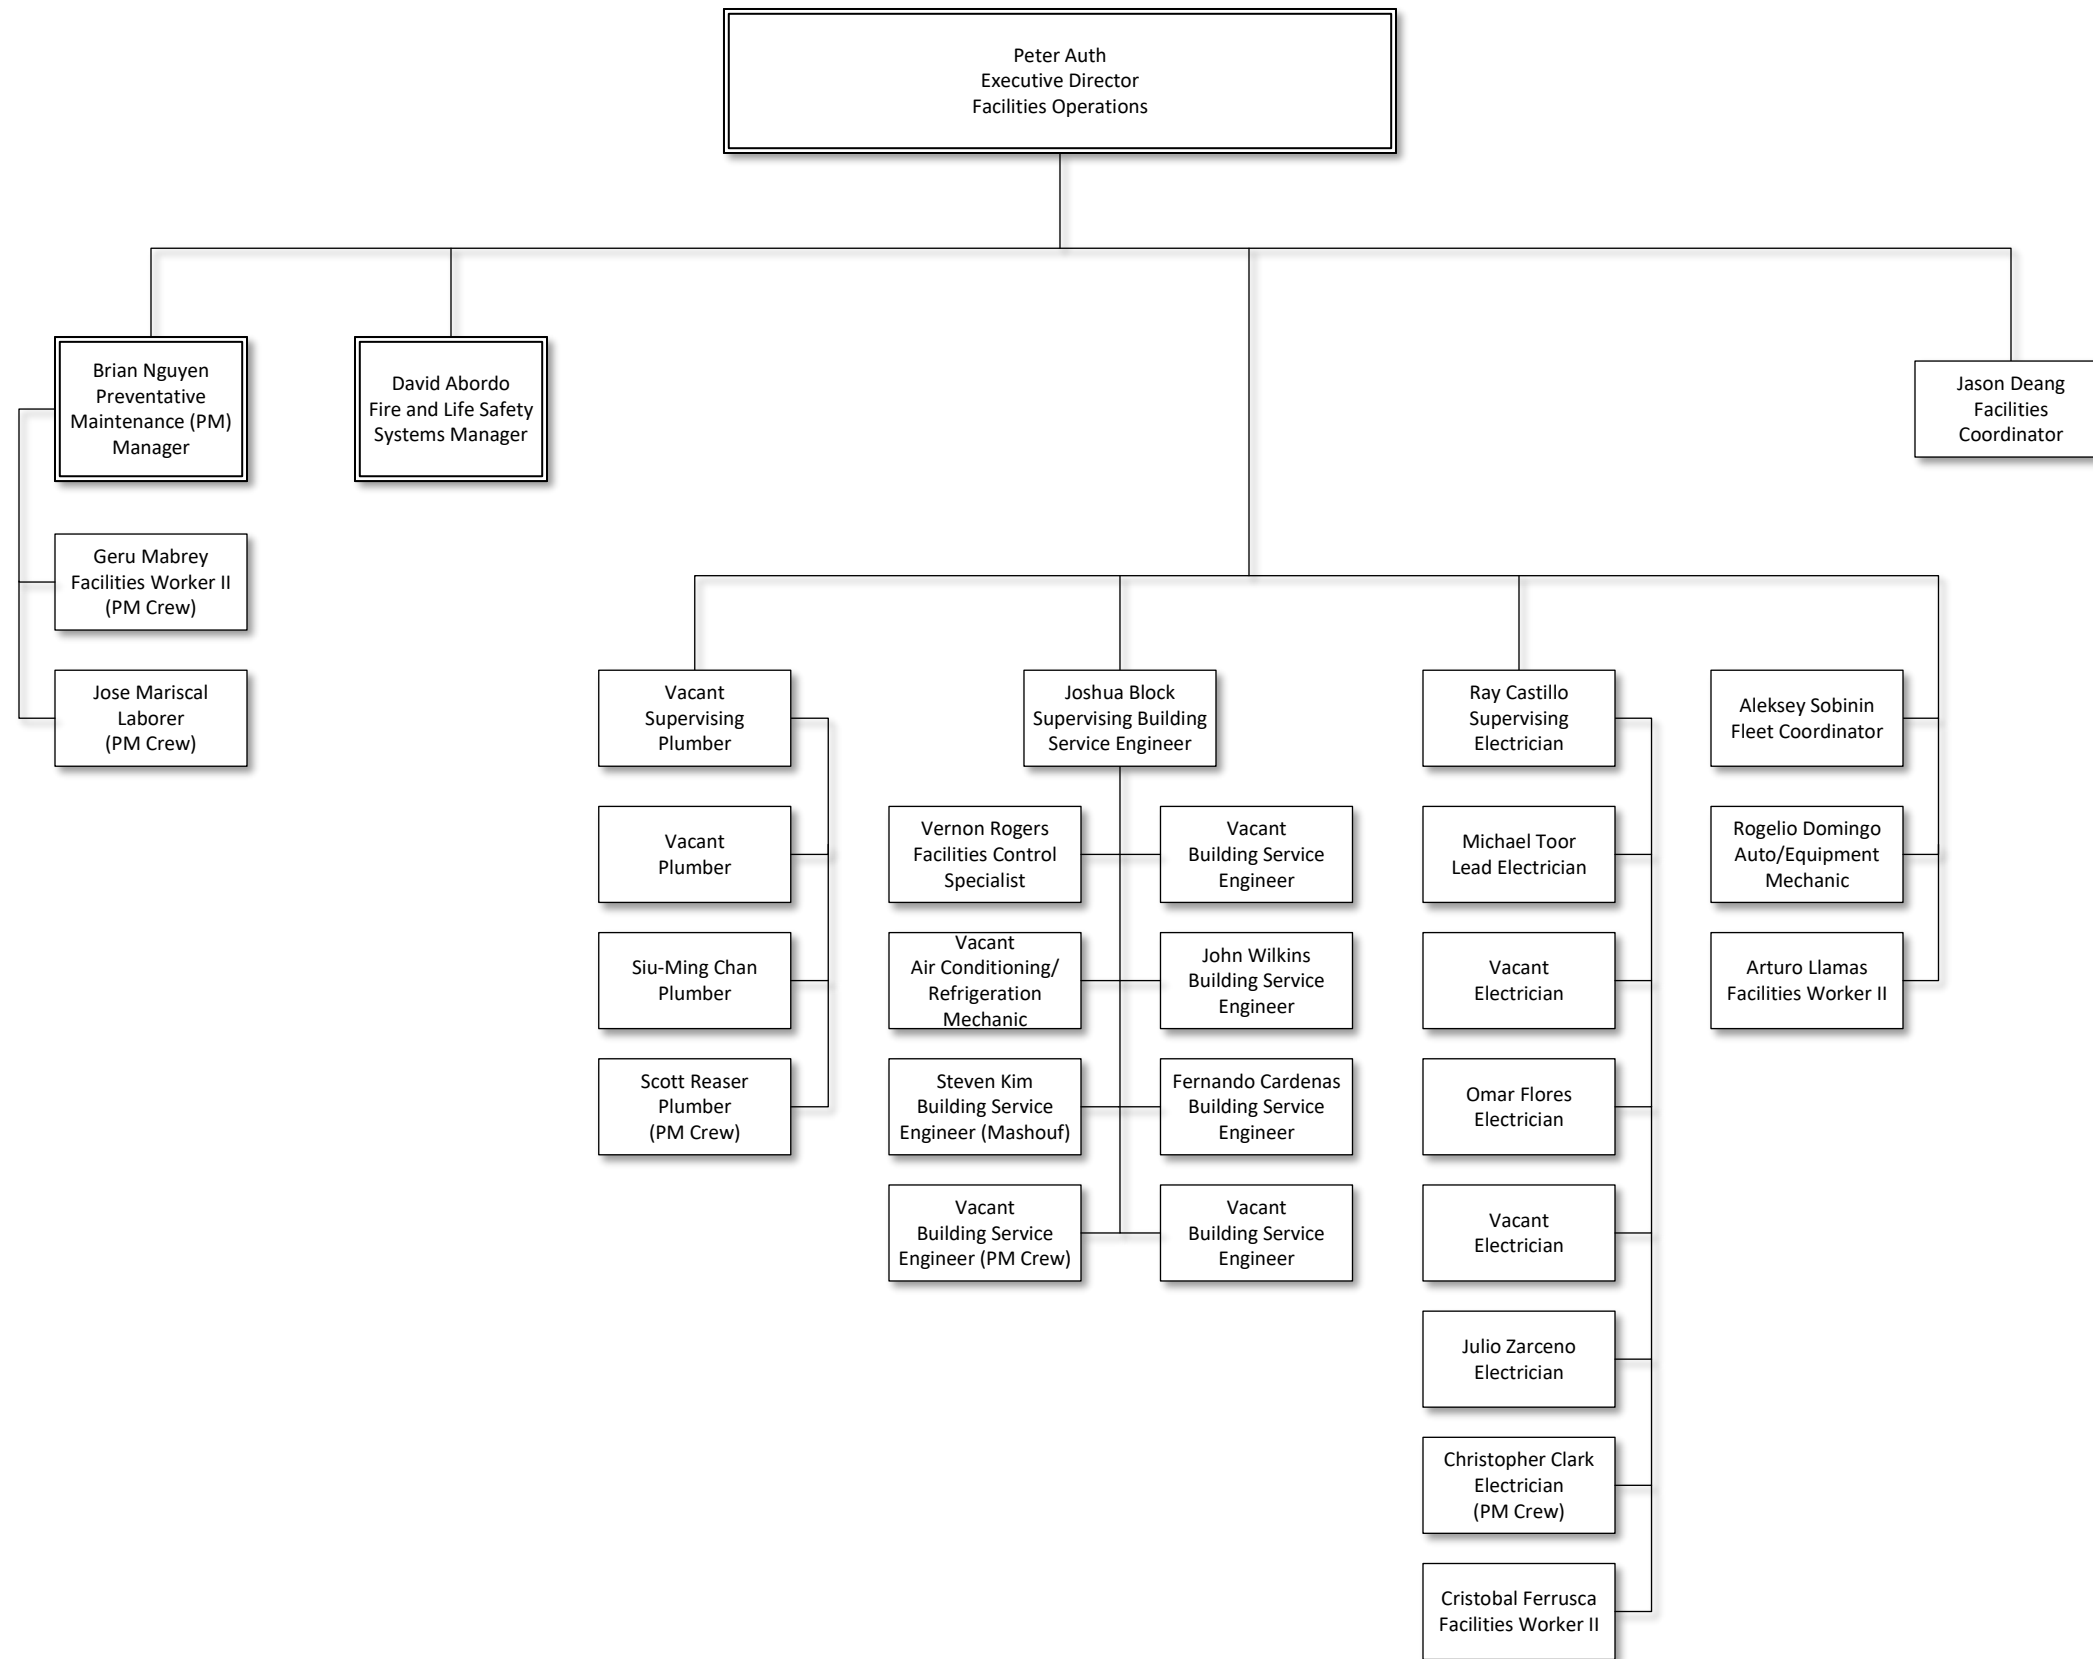 Peter Auth
Executive Director
Facilities Operations
Brian Nguyen
Preventative
Maintenance (PM)
Manager
David Abordo
Fire and Life Safety
Systems Manager
Jason Deang
Facilities
Coordinator
Geru Mabrey
Facilities Worker II
(PM Crew)
Jose Mariscal
Laborer
(PM Crew)
Vacant
Supervising
Plumber
Vacant
Plumber
Siu-Ming Chan
Plumber
Scott Reaser
Plumber
(PM Crew)
Joshua Block
Supervising Building
Service Engineer
Vernon Rogers
Facilities Control
Specialist
Vacant
Air Conditioning/
Refrigeration
Mechanic
Steven Kim
Building Service
Engineer (Mashouf)
Vacant
Building Service
Engineer (PM Crew)
Vacant
Building Service
Engineer
John Wilkins
Building Service
Engineer
Fernando Cardenas
Building Service
Engineer
Vacant
Building Service
Engineer
Ray Castillo
Supervising
Electrician
Michael Toor
Lead Electrician
Vacant
Electrician
Omar Flores
Electrician
Vacant
Electrician
Julio Zarceno
Electrician
Christopher Clark
Electrician
(PM Crew)
Cristobal Ferrusca
Facilities Worker II
Aleksey Sobinin
Fleet Coordinator
Rogelio Domingo
Auto/Equipment
Mechanic
Arturo Llamas
Facilities Worker II